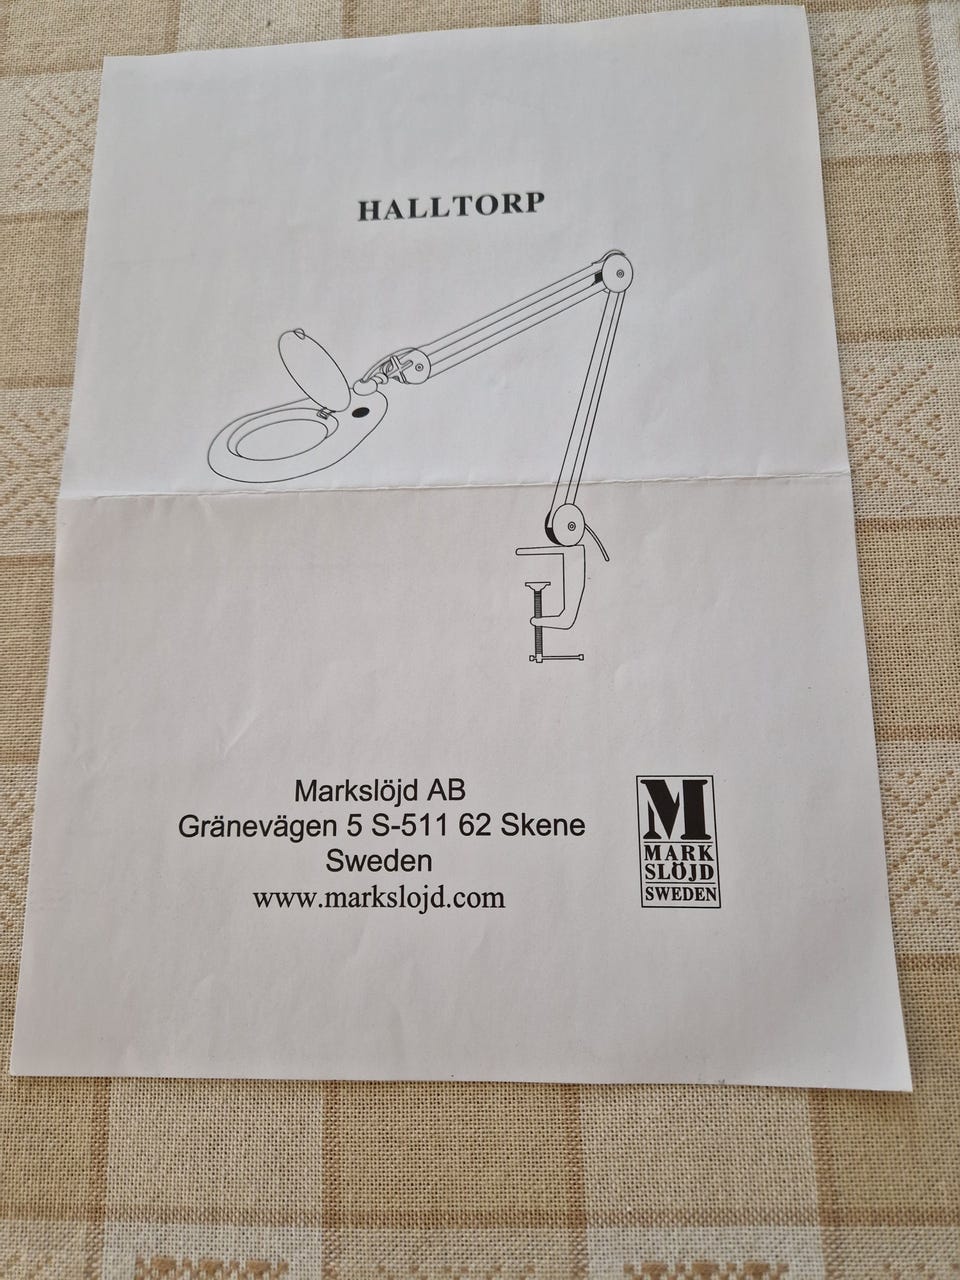 HALLTORP
Markslöjd AB
Gränevägen 5 S-511 62 Skene
Sweden
www.markslojd.com
M
MARK
SLÖJD
SWEDEN